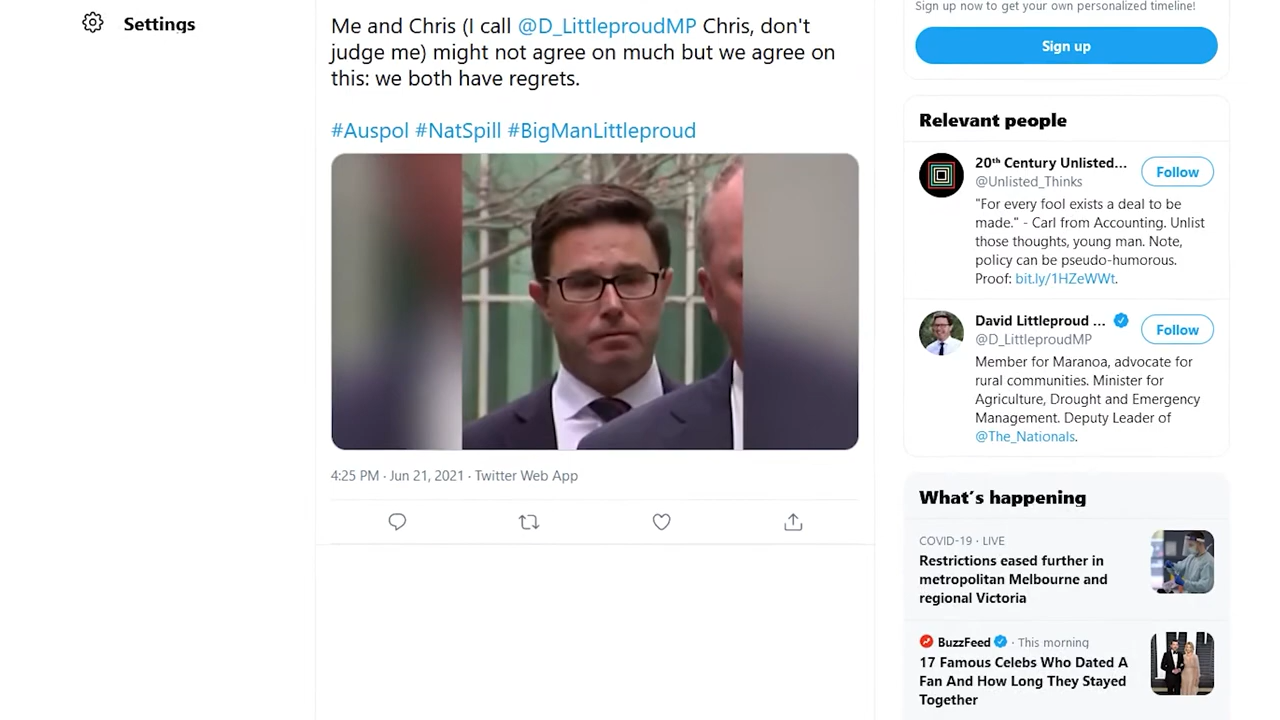 Settings
Me and Chris (I call @D_LittleproudMP Chris, don't
judge me) might not agree on much but we agree on
this: we both have regrets.
#Auspol #NatSpill #BigManLittleproud
4:25 PM · Jun 21, 2021 · Twitter Web App
Sign up now to get your own personalized timeline!
Sign up
Relevant people
20th Century Unlisted...
@Unlisted_Thinks
Follow
"For every fool exists a deal to be
made." - Carl from Accounting. Unlist
those thoughts, young man. Note,
policy can be pseudo-humorous.
Proof: bit.ly/1HZeWWt.
David Littleproud ...
@D_LittleproudMP
Follow
Member for Maranoa, advocate for
rural communities. Minister for
Agriculture, Drought and Emergency
Management. Deputy Leader of
@The_Nationals.
What's happening
COVID-19 · LIVE
Restrictions eased further in
metropolitan Melbourne and
regional Victoria
BuzzFeed · This morning
17 Famous Celebs Who Dated A
Fan And How Long They Stayed
Together